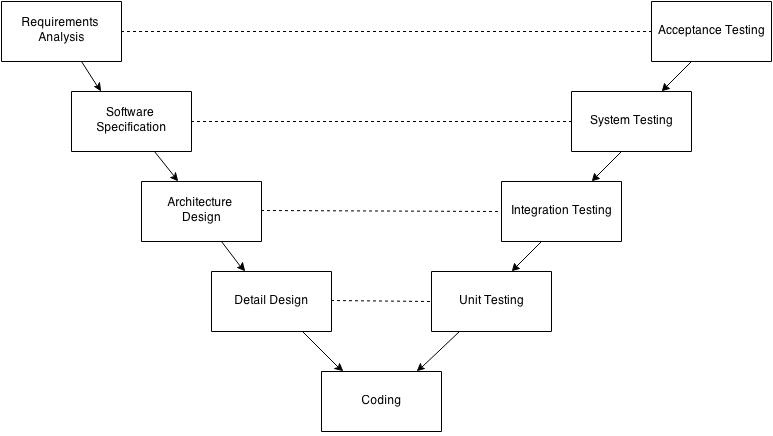 Requirements
Analysis
Acceptance Testing
Software
Specification
System Testing
Architecture
Design
Integration Testing
Detail Design
Unit Testing
Coding